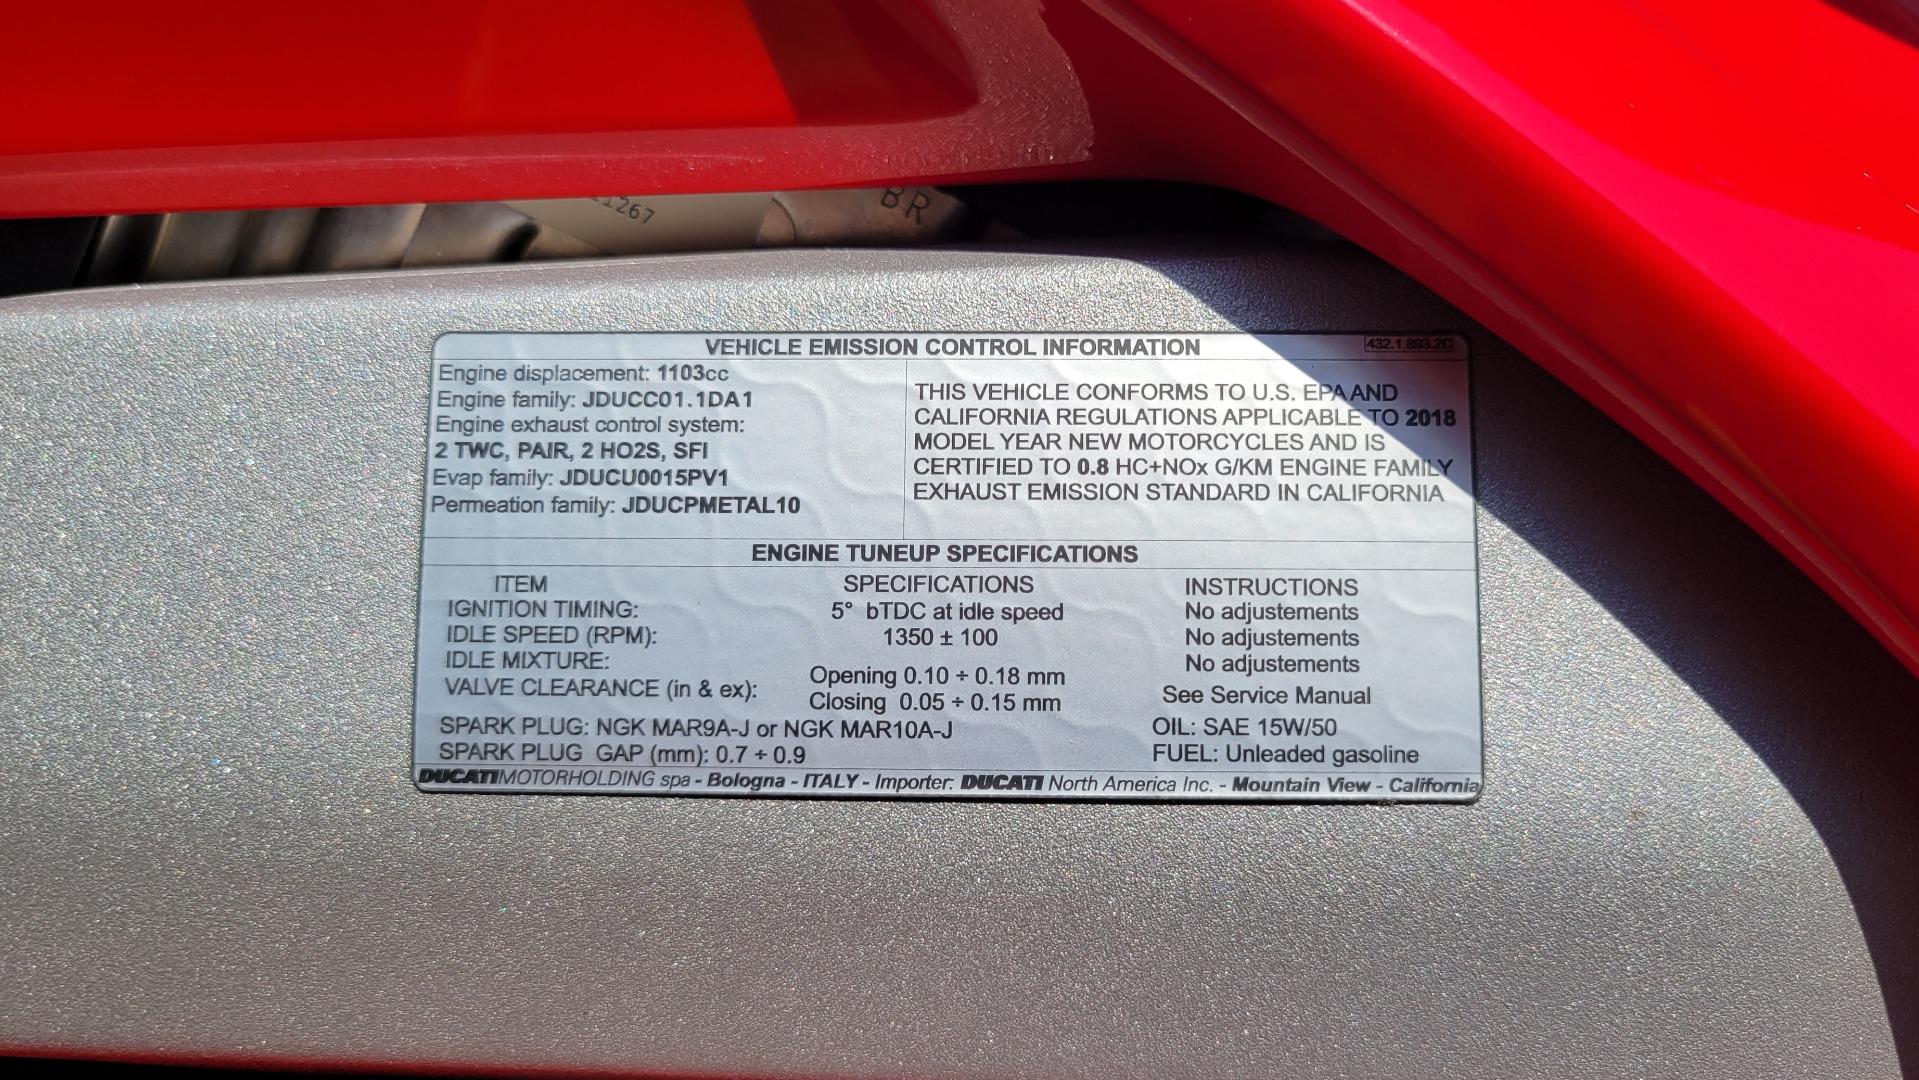 1267
BR
VEHICLE EMISSION CONTROL INFORMATION
432.1.893.2C
Engine displacement: 1103cc
Engine family: JDUCC01.1DA1
Engine exhaust control system:
2 TWC, PAIR, 2 HO2S, SFI
Evap family: JDUCU0015PV1
Permeation family: JDUCPMETAL10
THIS VEHICLE CONFORMS TO U.S. EPA AND
CALIFORNIA REGULATIONS APPLICABLE TO 2018
MODEL YEAR NEW MOTORCYCLES AND IS
CERTIFIED TO 0.8 HC+NOx G/KM ENGINE FAMILY
EXHAUST EMISSION STANDARD IN CALIFORNIA
ENGINE TUNEUP SPECIFICATIONS
ITEM SPECIFICATIONS INSTRUCTIONS
IGNITION TIMING: 5° bTDC at idle speed No adjustements
IDLE SPEED (RPM): 1350 ± 100 No adjustements
IDLE MIXTURE: No adjustements
VALVE CLEARANCE (in & ex): Opening 0.10 ÷ 0.18 mm See Service Manual
Closing 0.05 ÷ 0.15 mm
SPARK PLUG: NGK MAR9A-J or NGK MAR10A-J OIL: SAE 15W/50
SPARK PLUG GAP (mm): 0.7 ÷ 0.9 FUEL: Unleaded gasoline
DUCATIMOTORHOLDING spa - Bologna - ITALY - Importer: DUCATI North America Inc. - Mountain View - California